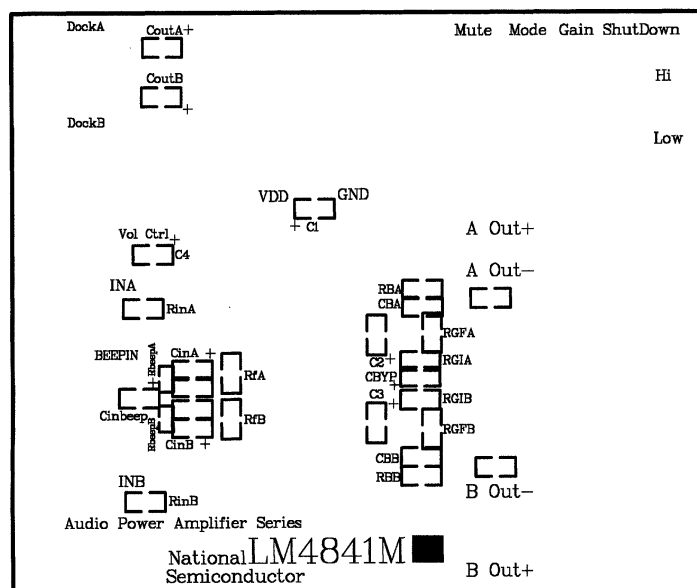 DockA
CoutA+
Mute Mode Gain ShutDown
CoutB
+
Hi
DockB
Low
VDD
GND
+ C1
Vol Ctrl+
C4
A Out+
A Out-
INA
RinA
RBA
CBA
RGFA
BEEPIN
RbeepA
CinA +
RfA
C2+
RGIA
CBYP
+
+
Cinbeep
C3
+
RGIB
RbeepB
CinB +
RfB
RGFB
CBB
RBB
INB
RinB
B Out-
Audio Power Amplifier Series
National LM4841M
Semiconductor
B Out+